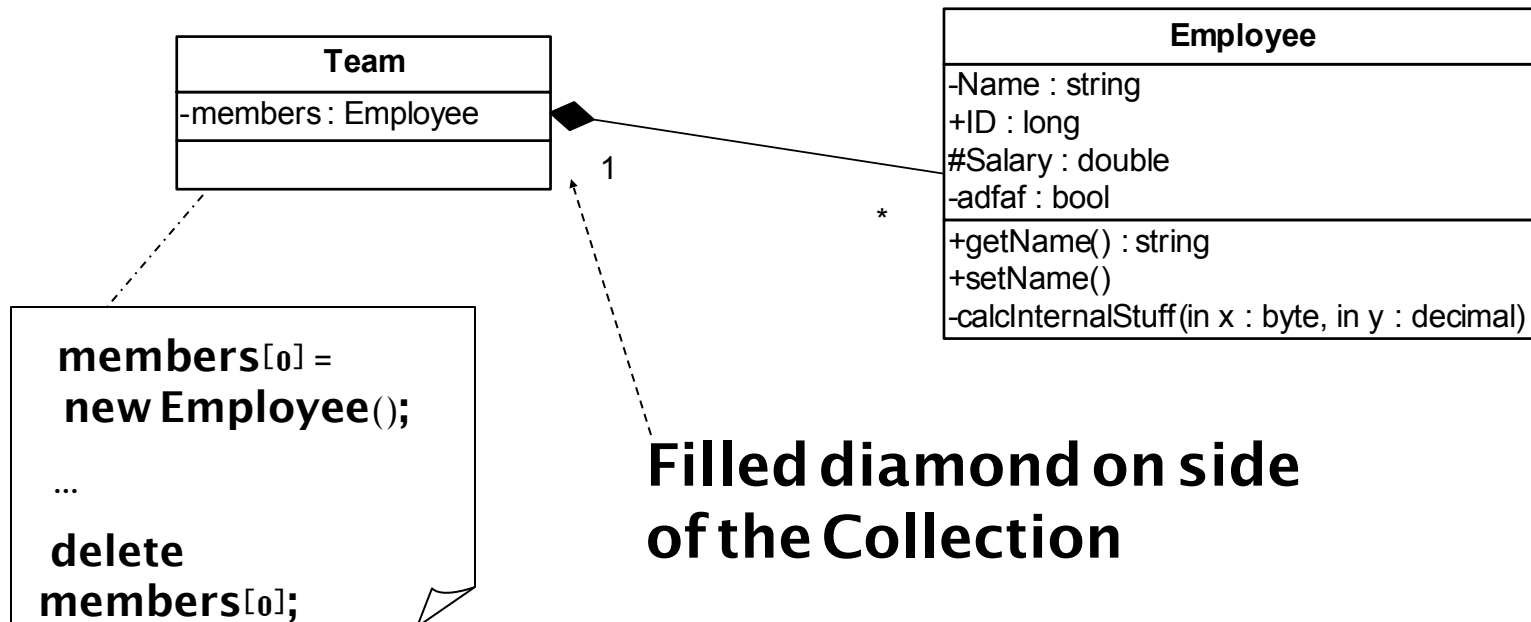 Team
-members : Employee
1
*
Employee
-Name : string
+ID : long
#Salary : double
-adfaf : bool
+getName() : string
+setName()
-calcInternalStuff(in x : byte, in y : decimal)
members[0] =
new Employee();
...
delete
members[0];
Filled diamond on side
of the Collection